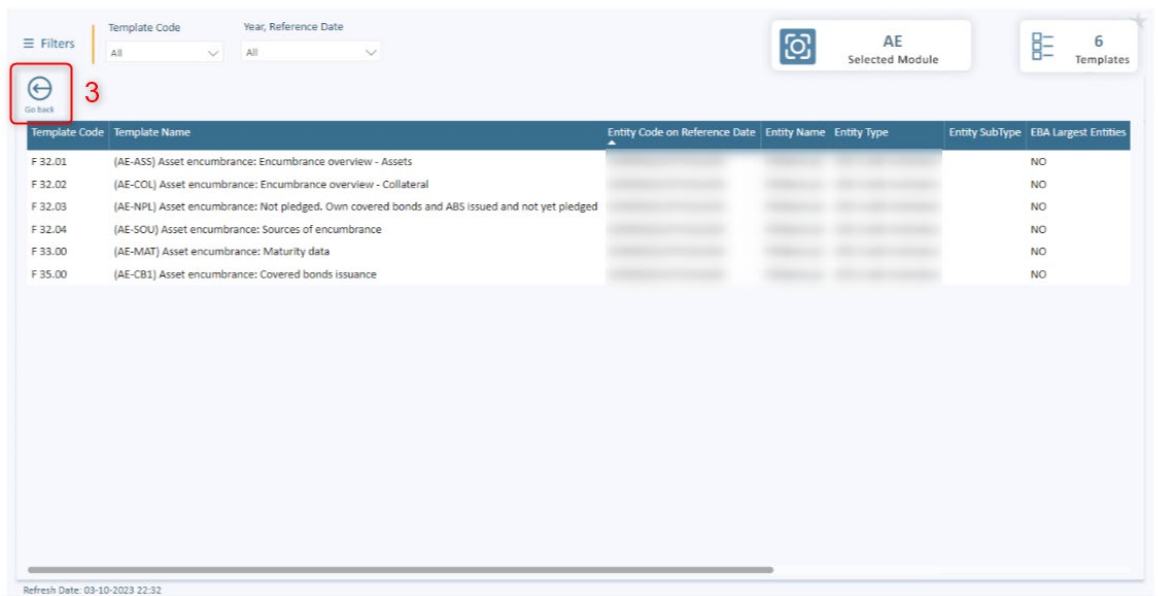 Template Code Year, Reference Date
Filters
All All
AE
Selected Module
6
Templates
Go back
3
Template Code Template Name Entity Code on Reference Date Entity Name Entity Type Entity SubType EBA Largest Entities
F 32.01 (AE-ASS) Asset encumbrance: Encumbrance overview - Assets NO
F 32.02 (AE-COL) Asset encumbrance: Encumbrance overview - Collateral NO
F 32.03 (AE-NPL) Asset encumbrance: Not pledged. Own covered bonds and ABS issued and not yet pledged NO
F 32.04 (AE-SOU) Asset encumbrance: Sources of encumbrance NO
F 33.00 (AE-MAT) Asset encumbrance: Maturity data NO
F 35.00 (AE-CB1) Asset encumbrance: Covered bonds issuance NO
Refresh Date: 03-10-2023 22:32